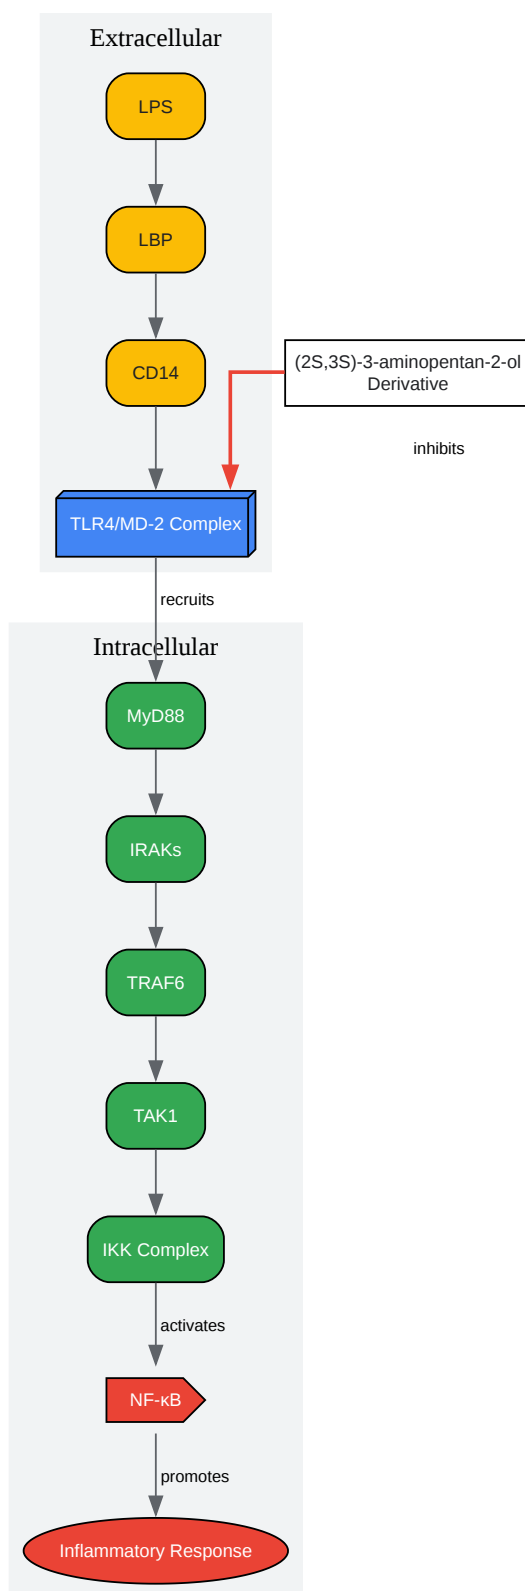 Extracellular
LPS
LBP
CD14
(2S,3S)-3-aminopentan-2-ol
Derivative
inhibits
TLR4/MD-2 Complex
recruits
Intracellular
MyD88
IRAKs
TRAF6
TAK1
IKK Complex
activates
NF-κB
promotes
Inflammatory Response